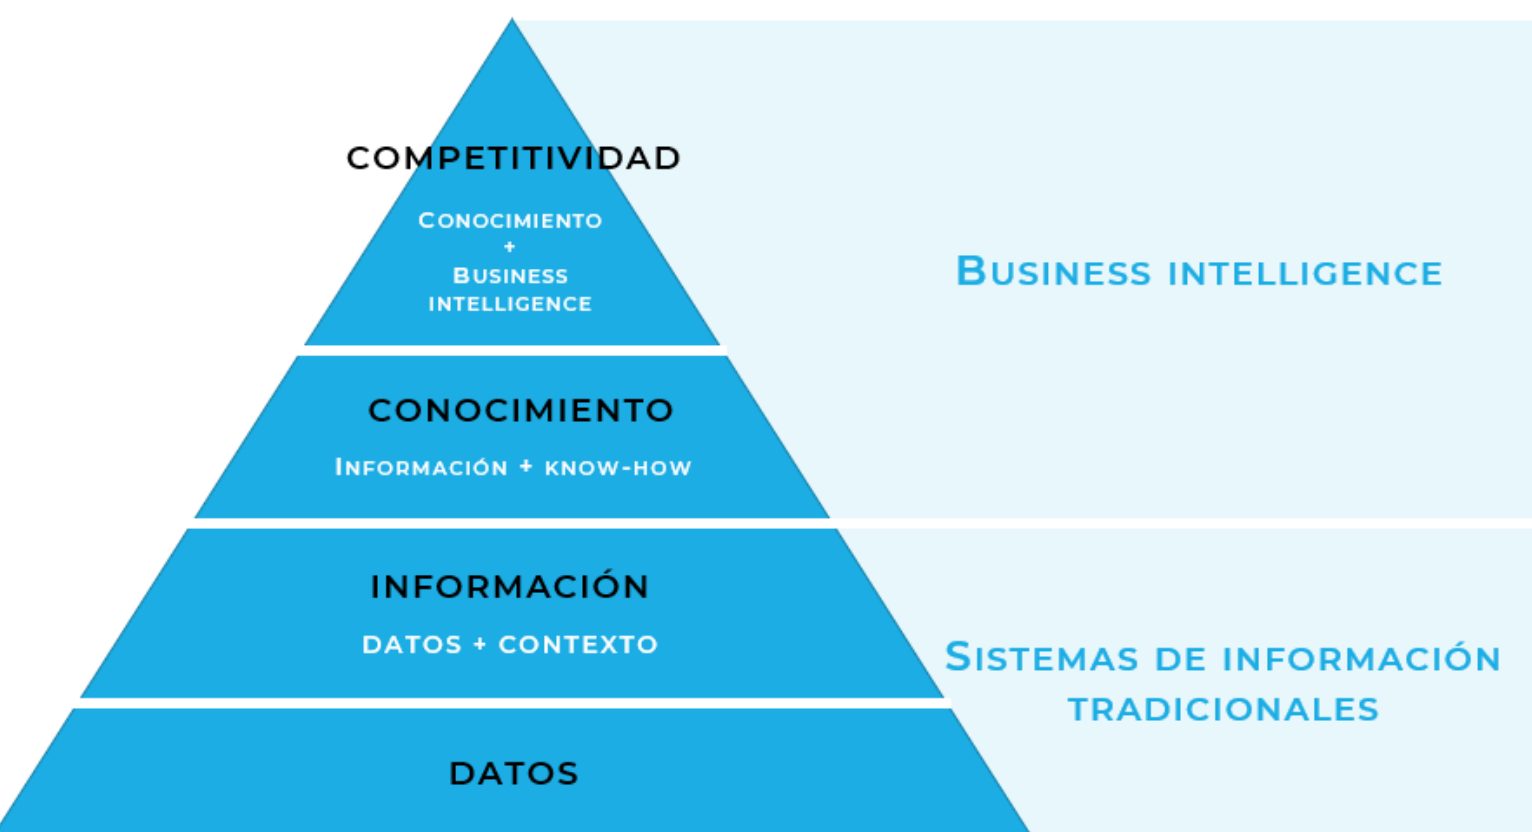 COMPETITIVIDAD
CONOCIMIENTO
+
BUSINESS
INTELLIGENCE
BUSINESS INTELLIGENCE
CONOCIMIENTO
INFORMACIÓN + KNOW-HOW
INFORMACIÓN
DATOS + CONTEXTO
SISTEMAS DE INFORMACIÓN
TRADICIONALES
DATOS